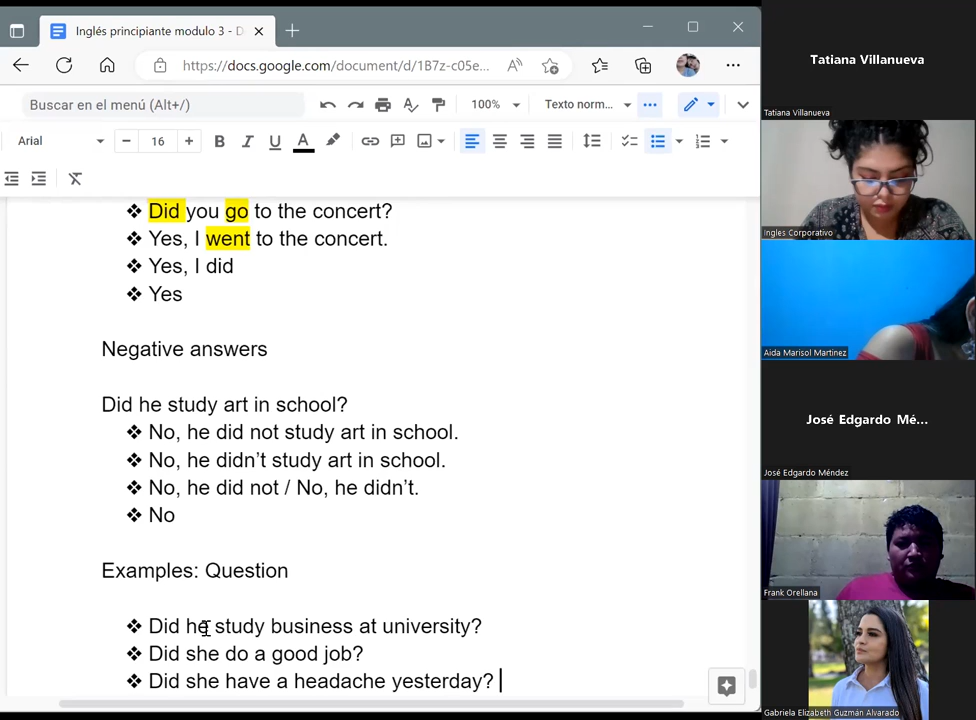 Inglés principiante modulo 3 - D
https://docs.google.com/document/d/1B7z-c05e...
Buscar en el menú (Alt+/)
100%
Texto norm...
Arial
16
B
I
U
A
Did you go to the concert?
Yes, I went to the concert.
Yes, I did
Yes
Negative answers
Did he study art in school?
No, he did not study art in school.
No, he didn’t study art in school.
No, he did not / No, he didn’t.
No
Examples: Question
Did he study business at university?
Did she do a good job?
Did she have a headache yesterday?
Tatiana Villanueva
Tatiana Villanueva
Ingles Corporativo
Aida Marisol Martínez
José Edgardo Mé...
José Edgardo Méndez
Frank Orellana
Gabriela Elizabeth Guzmán Alvarado